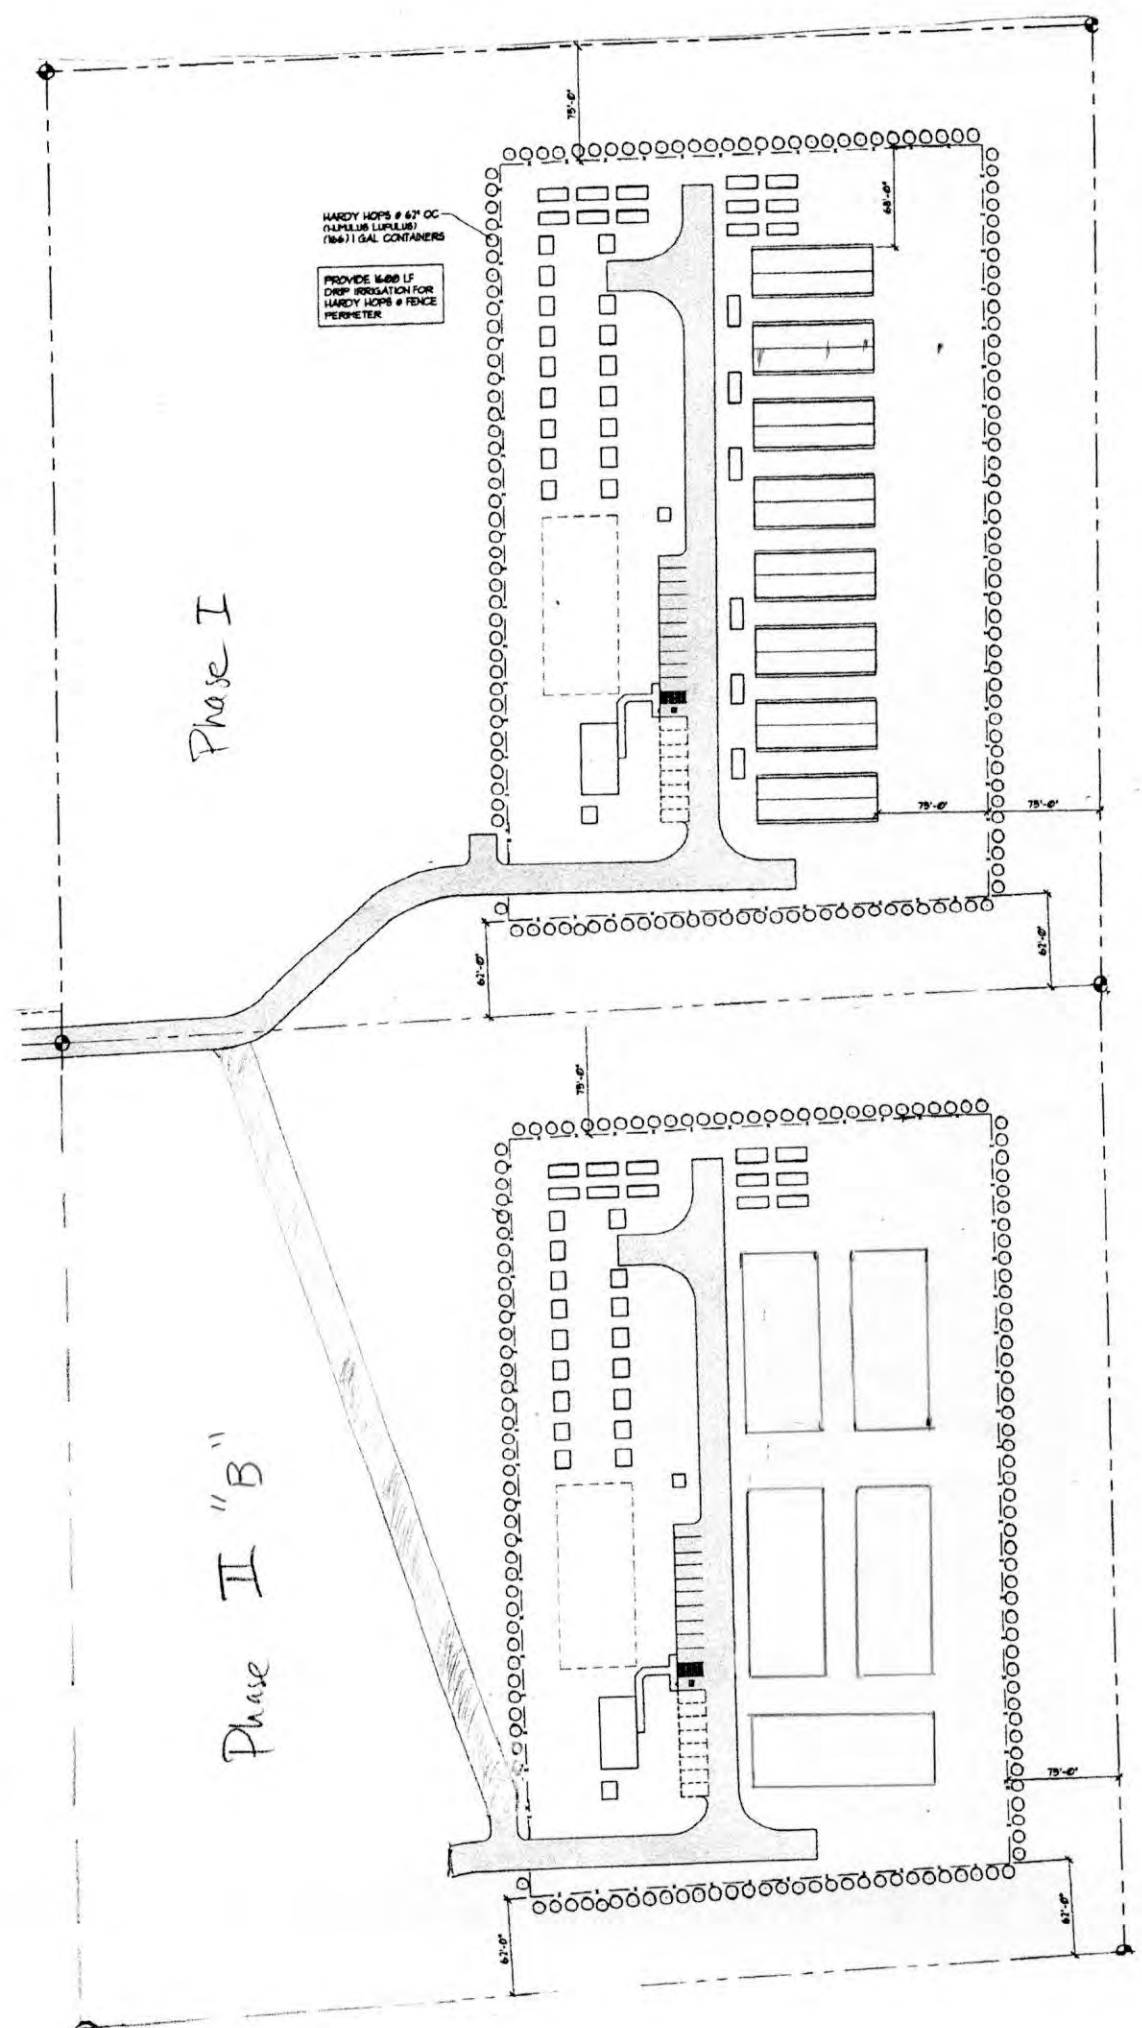 75'-0"
68'-0"
HARDY HOPS @ 62" OC
(HUMULUS LUPULUS)
(166) 1 GAL CONTAINERS
PROVIDE 1600 LF
DRIP IRRIGATION FOR
HARDY HOPS @ FENCE
PERIMETER
Phase I
75'-0"
75'-0"
62'-0"
62'-0"
75'-0"
Phase II "B"
75'-0"
62'-0"
62'-0"